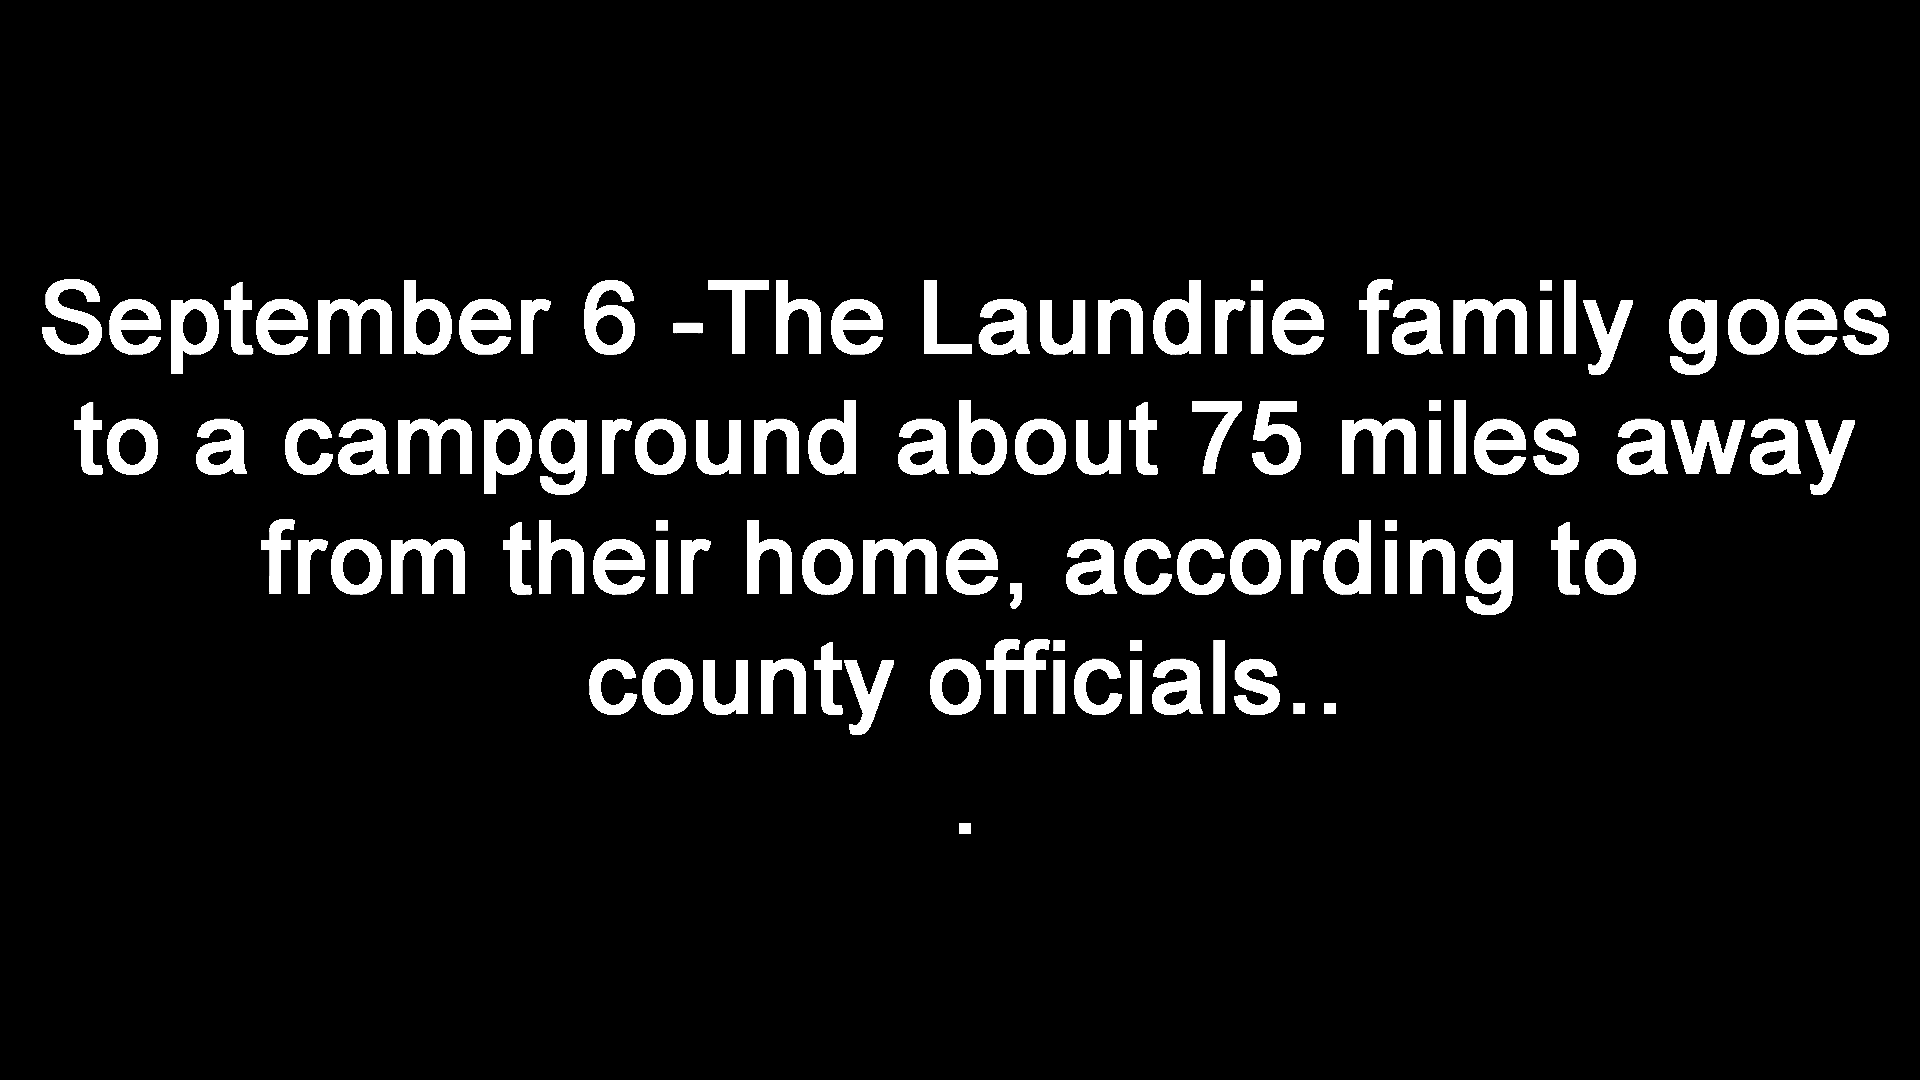 September 6 -The Laundrie family goes
to a campground about 75 miles away
from their home, according to
county officials..
.